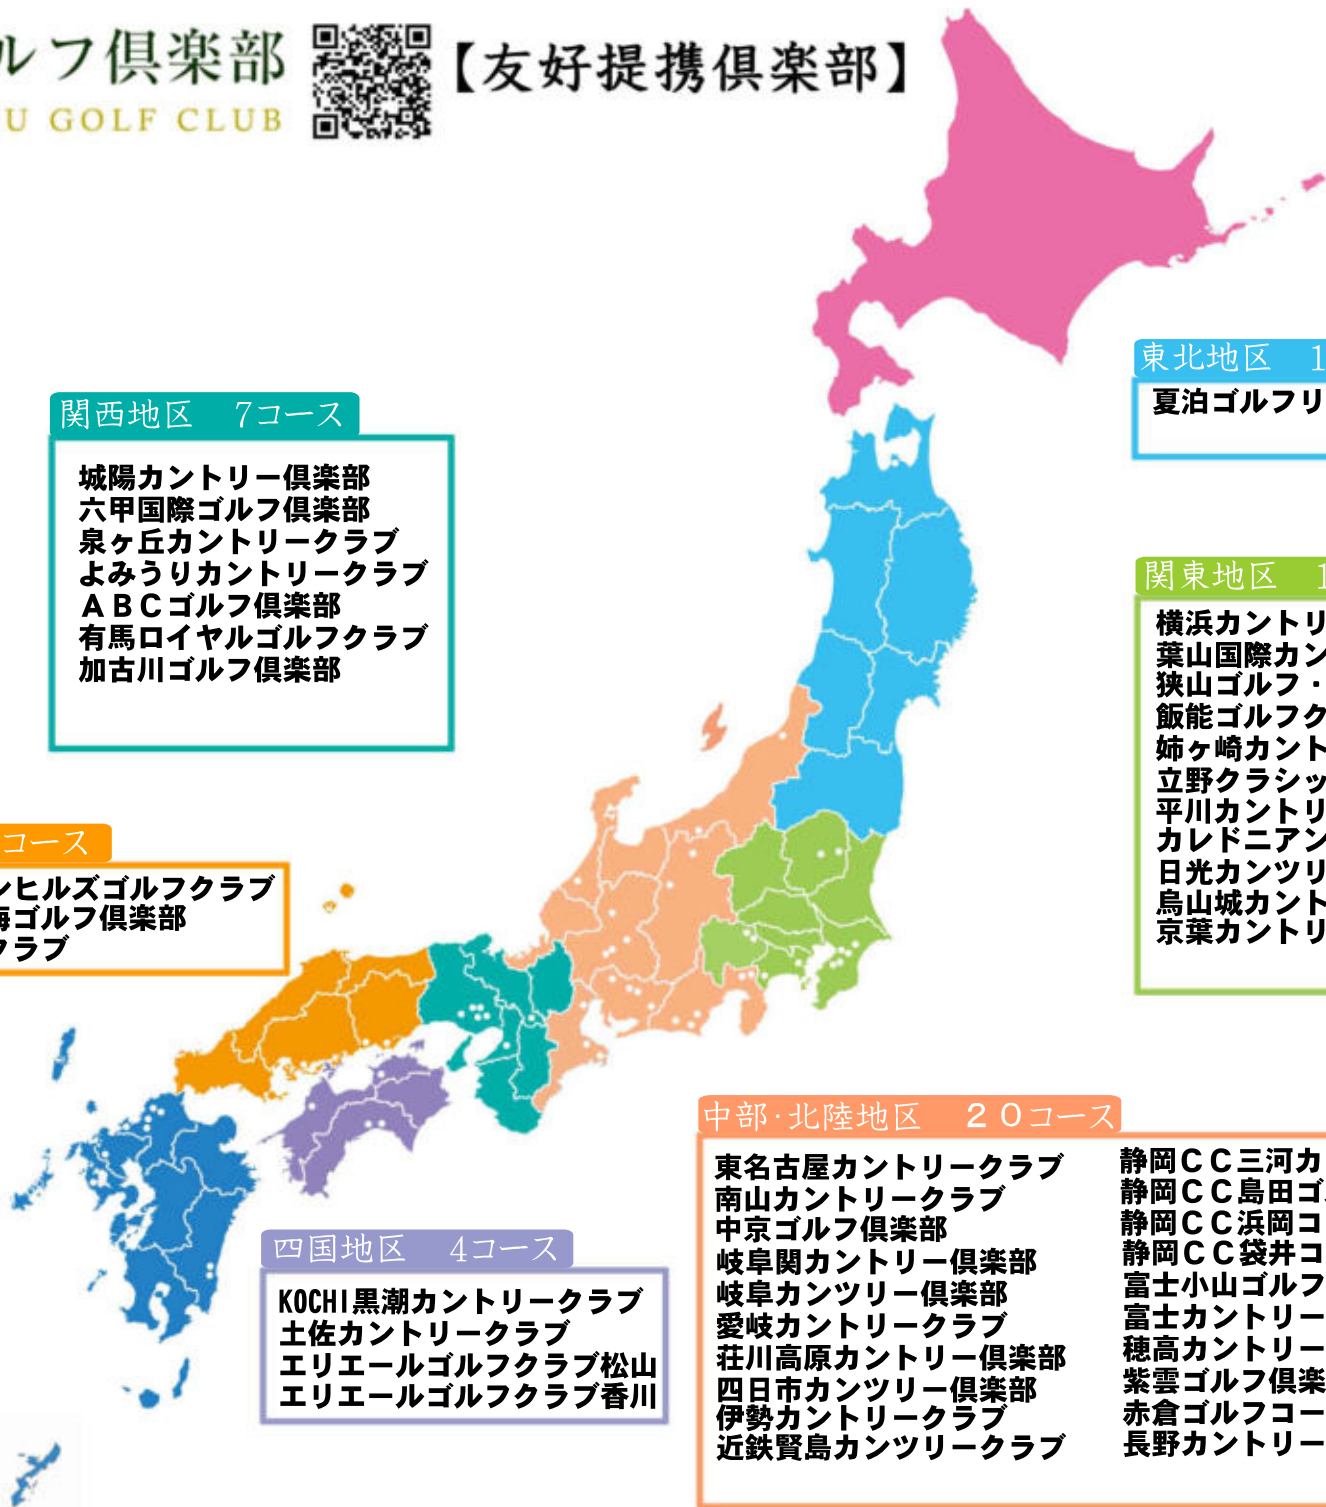 ルフ倶楽部
U GOLF CLUB
【友好提携倶楽部】
東北地区 1
夏泊ゴルフリ
関西地区 7コース
城陽カントリー倶楽部
六甲国際ゴルフ倶楽部
泉ヶ丘カントリークラブ
よみうりカントリークラブ
ＡＢＣゴルフ倶楽部
有馬ロイヤルゴルフクラブ
加古川ゴルフ倶楽部
関東地区 1
横浜カントリ
葉山国際カン
狭山ゴルフ・
飯能ゴルフク
姉ヶ崎カント
立野クラシッ
平川カントリ
カレドニアン
日光カンツリ
烏山城カント
京葉カントリ
コース
ンヒルズゴルフクラブ
海ゴルフ倶楽部
クラブ
中部・北陸地区 ２０コース
東名古屋カントリークラブ
南山カントリークラブ
中京ゴルフ倶楽部
岐阜関カントリー倶楽部
岐阜カンツリー倶楽部
愛岐カントリークラブ
荘川高原カントリー倶楽部
四日市カンツリー倶楽部
伊勢カントリークラブ
近鉄賢島カンツリークラブ
静岡ＣＣ三河カ
静岡ＣＣ島田ゴ
静岡ＣＣ浜岡コ
静岡ＣＣ袋井コ
富士小山ゴルフ
富士カントリー
穂高カントリー
紫雲ゴルフ倶楽
赤倉ゴルフコー
長野カントリー
四国地区 4コース
KOCHI黒潮カントリークラブ
土佐カントリークラブ
エリエールゴルフクラブ松山
エリエールゴルフクラブ香川